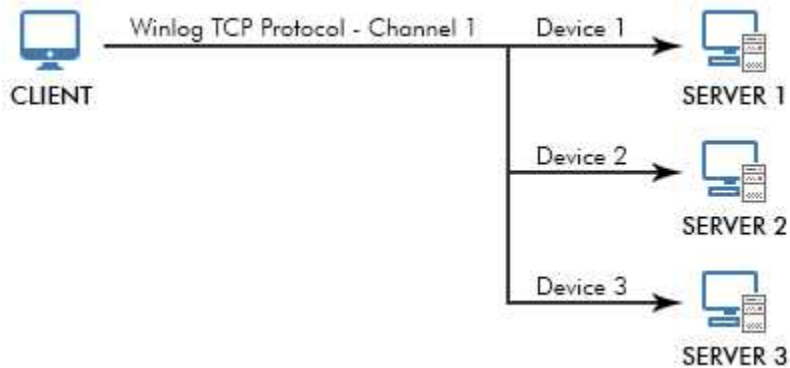 Winlog TCP Protocol - Channel 1
Device 1
CLIENT
SERVER 1
Device 2
SERVER 2
Device 3
SERVER 3